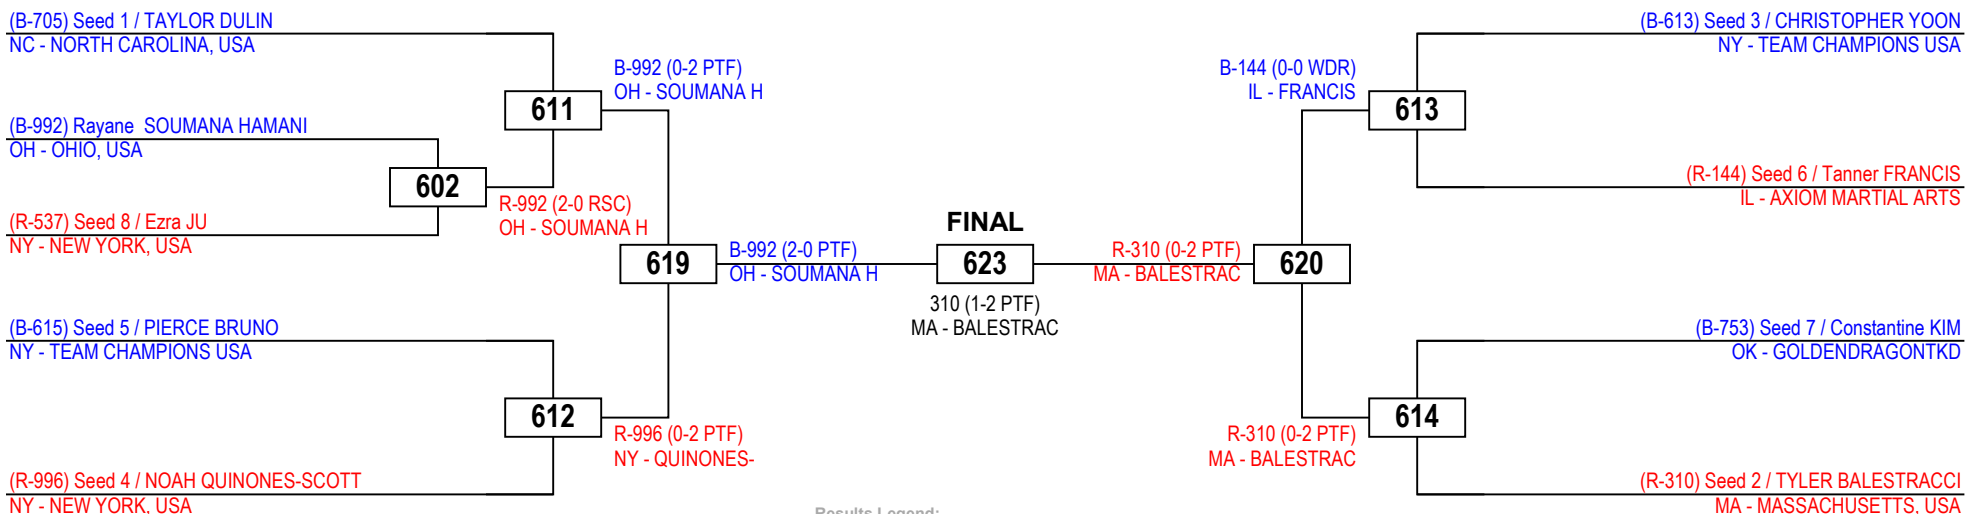 (B-705) Seed 1 / TAYLOR DULIN
NC - NORTH CAROLINA, USA
(B-992) Rayane  SOUMANA HAMANI
OH - OHIO, USA
(R-537) Seed 8 / Ezra JU
NY - NEW YORK, USA
(B-615) Seed 5 / PIERCE BRUNO
NY - TEAM CHAMPIONS USA
(R-996) Seed 4 / NOAH QUINONES-SCOTT
NY - NEW YORK, USA
602
R-992 (2-0 RSC)
OH - SOUMANA H
611
B-992 (0-2 PTF)
OH - SOUMANA H
612
R-996 (0-2 PTF)
NY - QUINONES-
619
B-992 (2-0 PTF)
OH - SOUMANA H
FINAL
623
310 (1-2 PTF)
MA - BALESTRAC
R-310 (0-2 PTF)
MA - BALESTRAC
620
B-144 (0-0 WDR)
IL - FRANCIS
613
R-310 (0-2 PTF)
MA - BALESTRAC
614
(B-613) Seed 3 / CHRISTOPHER YOON
NY - TEAM CHAMPIONS USA
(R-144) Seed 6 / Tanner FRANCIS
IL - AXIOM MARTIAL ARTS
(B-753) Seed 7 / Constantine KIM
OK - GOLDENDRAGONTKD
(R-310) Seed 2 / TYLER BALESTRACCI
MA - MASSACHUSETTS, USA
Results Legend: